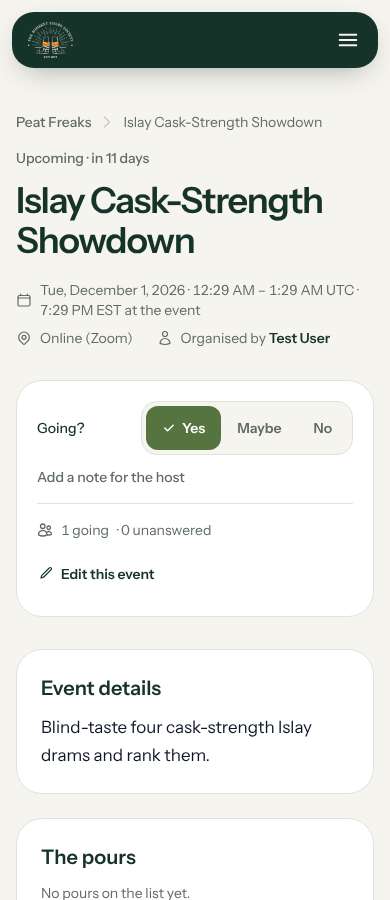 Peat Freaks > Islay Cask-Strength Showdown
Upcoming · in 11 days
Islay Cask-Strength
Showdown
Tue, December 1, 2026 · 12:29 AM – 1:29 AM UTC ·
7:29 PM EST at the event
Online (Zoom) Organised by Test User
Going? Yes Maybe No
Add a note for the host
1 going · 0 unanswered
Edit this event
Event details
Blind-taste four cask-strength Islay
drams and rank them.
The pours
No pours on the list yet.